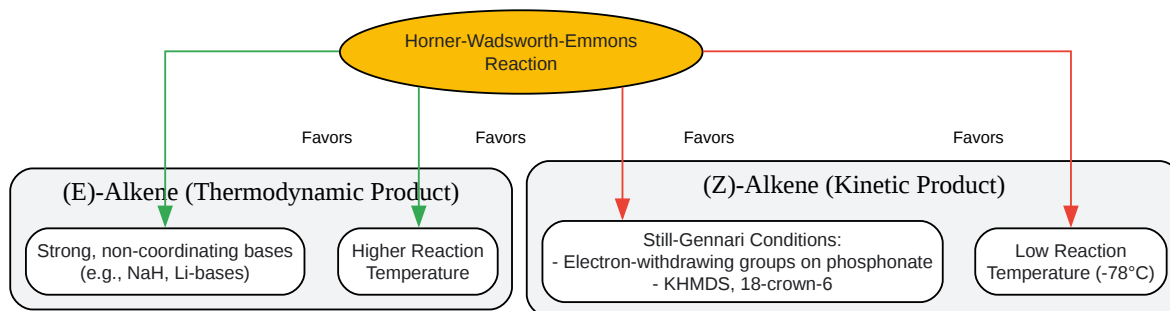 Horner-Wadsworth-Emmons
Reaction
Favors
Favors
Favors
Favors
(E)-Alkene (Thermodynamic Product)
Strong, non-coordinating bases
(e.g., NaH, Li-bases)
Higher Reaction
Temperature
(Z)-Alkene (Kinetic Product)
Still-Gennari Conditions:
- Electron-withdrawing groups on phosphonate
- KHMDS, 18-crown-6
Low Reaction
Temperature (-78°C)